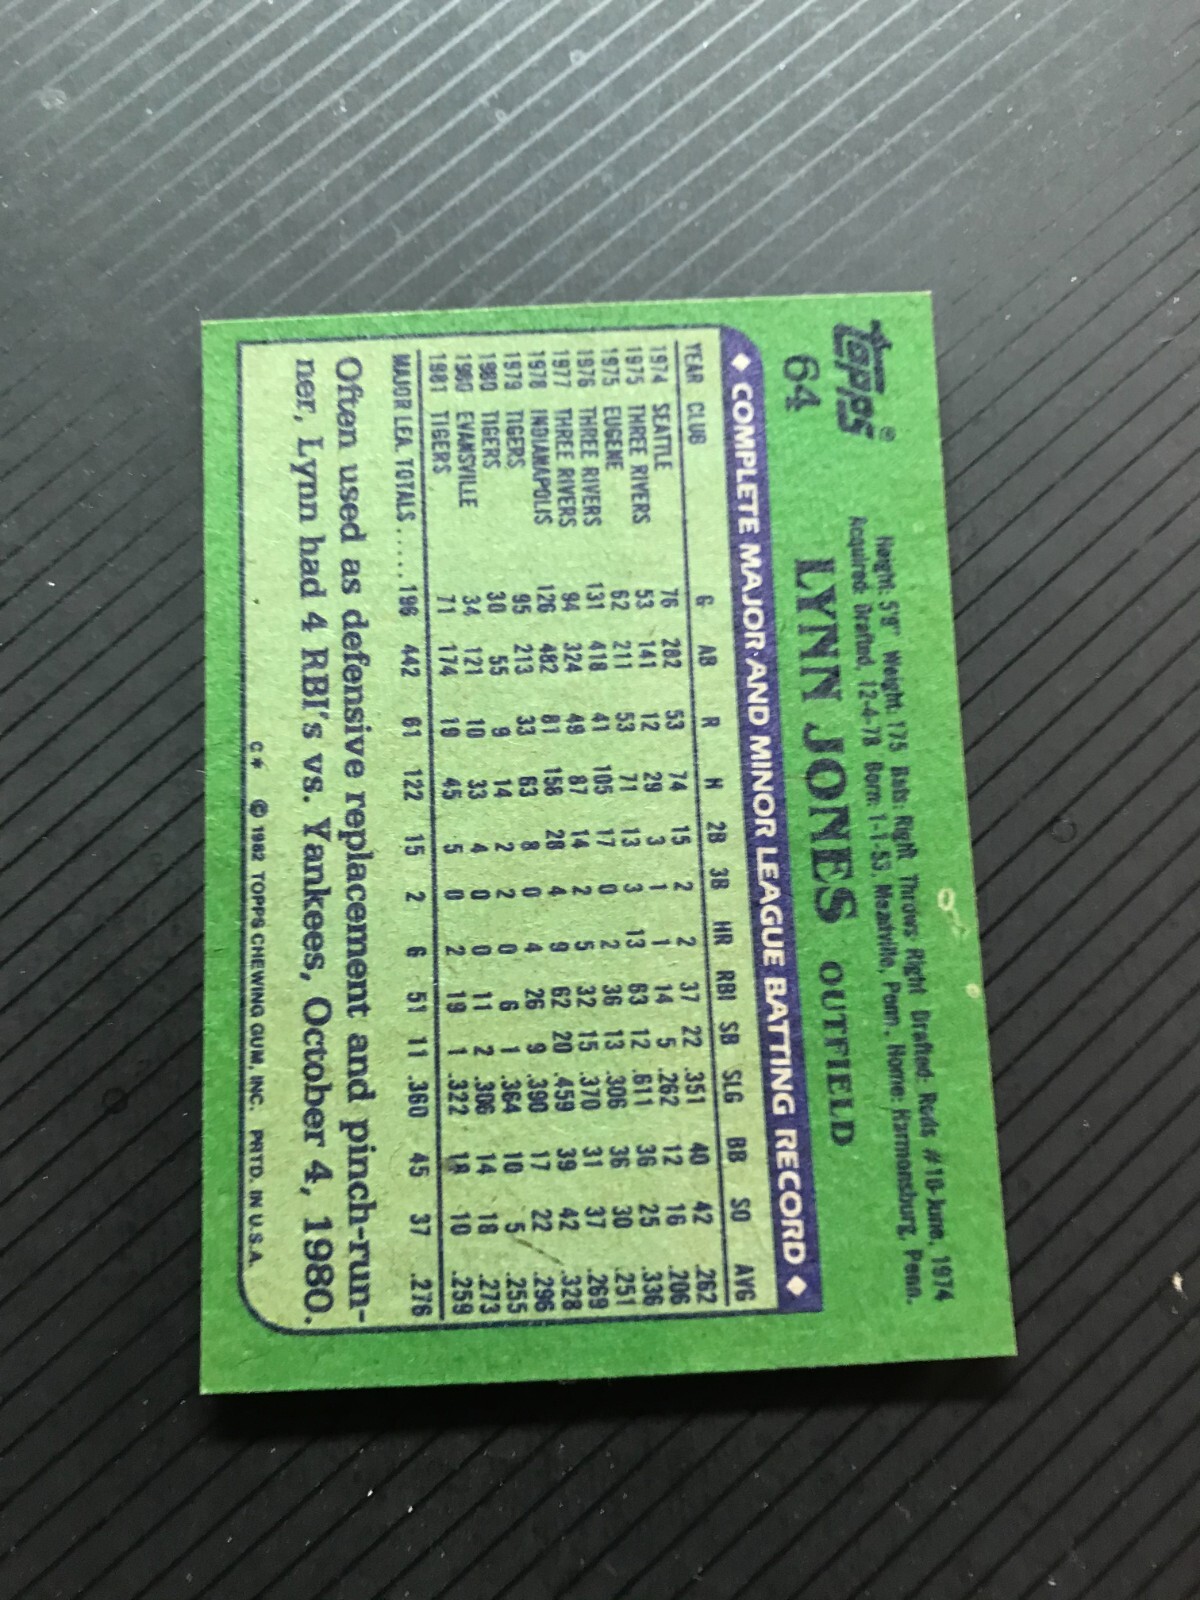 topps®
64
Height: 5'9" Weight: 175 Bats: Right Throws: Right Drafted: Reds #10-June, 1974
Acquired: Drafted, 12-4-78 Born: 1-1-53, Meadville, Penn. Home: Harmonsburg, Penn.
LYNN JONES OUTFIELD
◆ COMPLETE MAJOR AND MINOR LEAGUE BATTING RECORD ◆
YEAR CLUB G AB R H 2B 3B HR RBI SB SLG BB SO AVG
1974 SEATTLE 76 282 53 74 15 2 2 37 22 .351 40 42 .262
1975 THREE RIVERS 53 141 12 29 3 1 1 14 5 .262 12 16 .206
1975 EUGENE 62 211 53 71 13 3 13 63 12 .611 36 25 .336
1976 THREE RIVERS 131 418 41 105 17 0 2 36 13 .306 36 30 .251
1977 THREE RIVERS 94 324 49 87 14 2 5 32 15 .370 31 37 .269
1978 INDIANAPOLIS 126 482 81 158 28 4 9 62 20 .459 39 42 .328
1979 TIGERS 95 213 33 63 8 0 4 26 9 .390 17 22 .296
1980 TIGERS 30 55 9 14 2 2 0 6 1 .364 10 5 .255
1980 EVANSVILLE 34 121 10 33 4 0 0 11 2 .306 14 18 .273
1981 TIGERS 71 174 19 45 5 0 2 19 1 .322 18 10 .259
MAJOR LEA. TOTALS..... 196 442 61 122 15 2 6 51 11 .360 45 37 .276
Often used as defensive replacement and pinch-run-
ner, Lynn had 4 RBI's vs. Yankees, October 4, 1980.
C* © 1982 TOPPS CHEWING GUM, INC. PRTD. IN U.S.A.